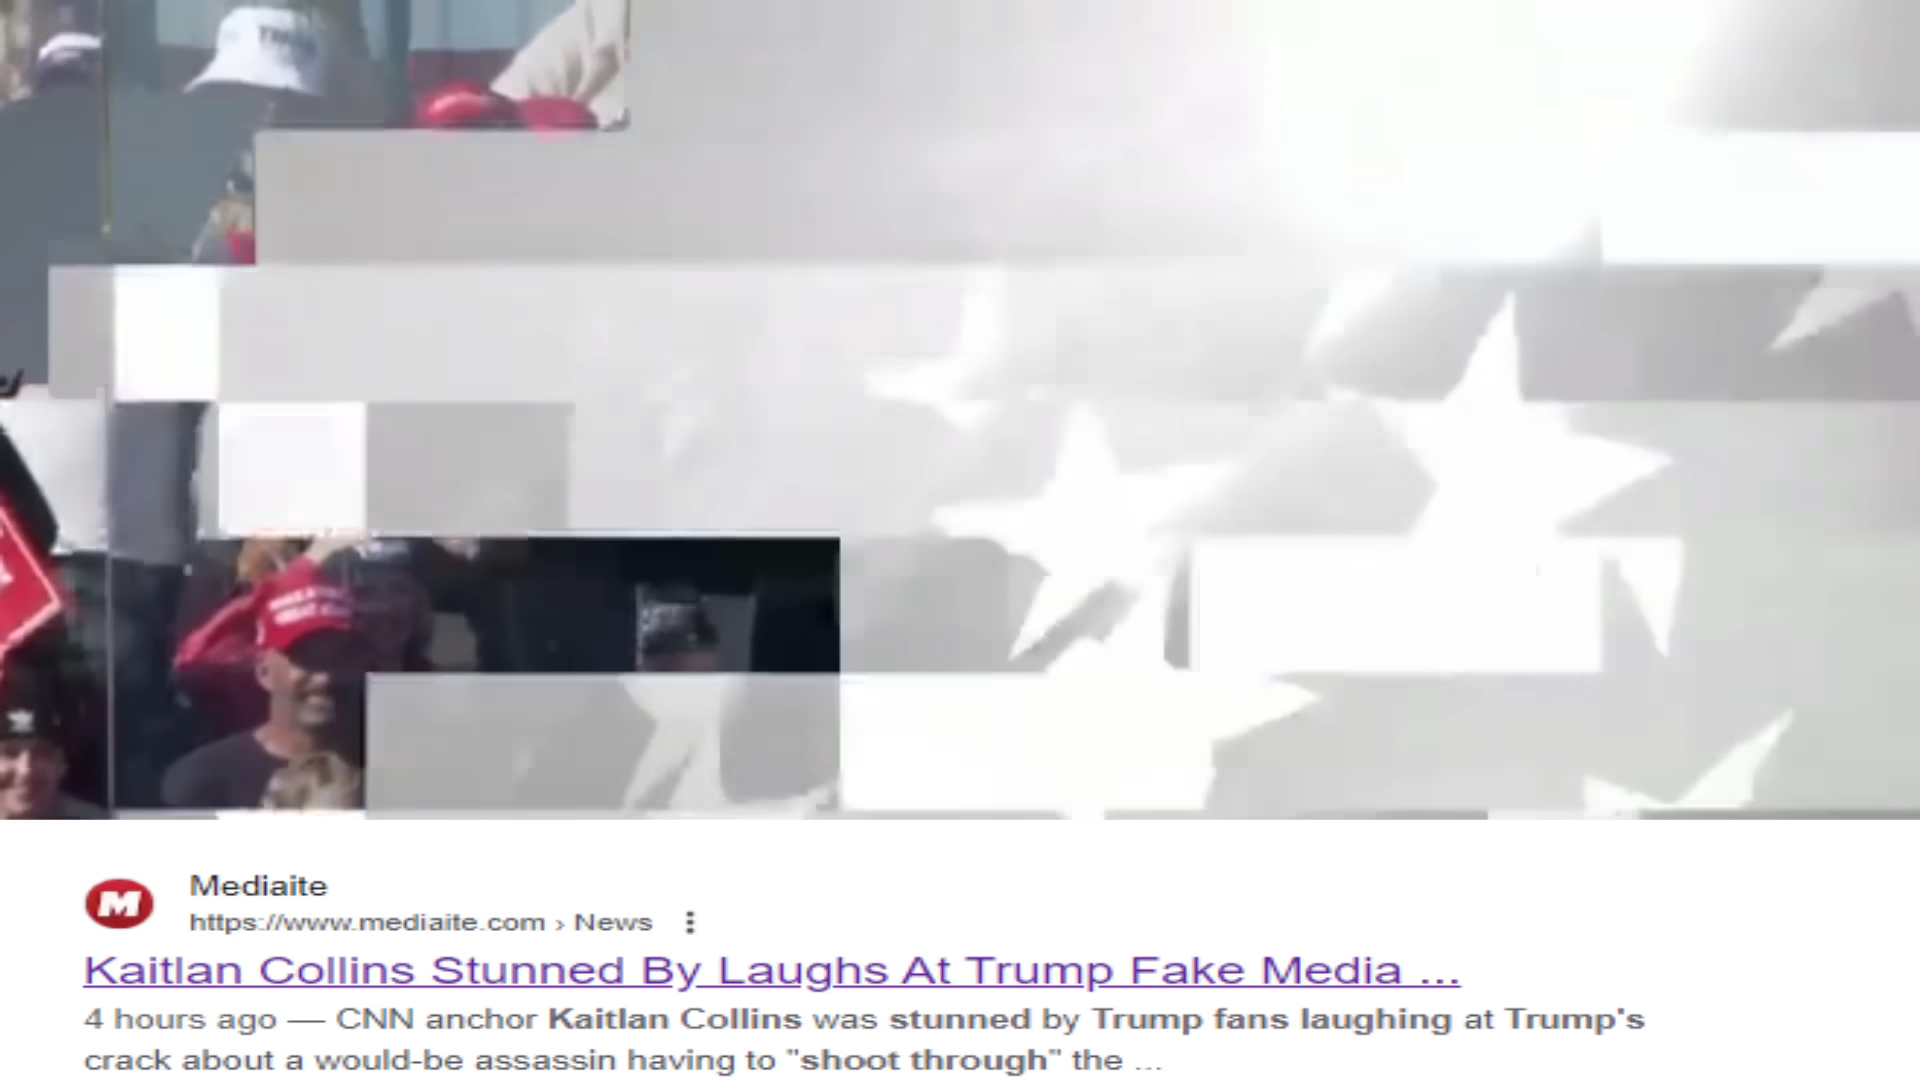 Mediaite
https://www.mediaite.com › News
Kaitlan Collins Stunned By Laughs At Trump Fake Media ...
4 hours ago — CNN anchor Kaitlan Collins was stunned by Trump fans laughing at Trump's
crack about a would-be assassin having to "shoot through" the ...